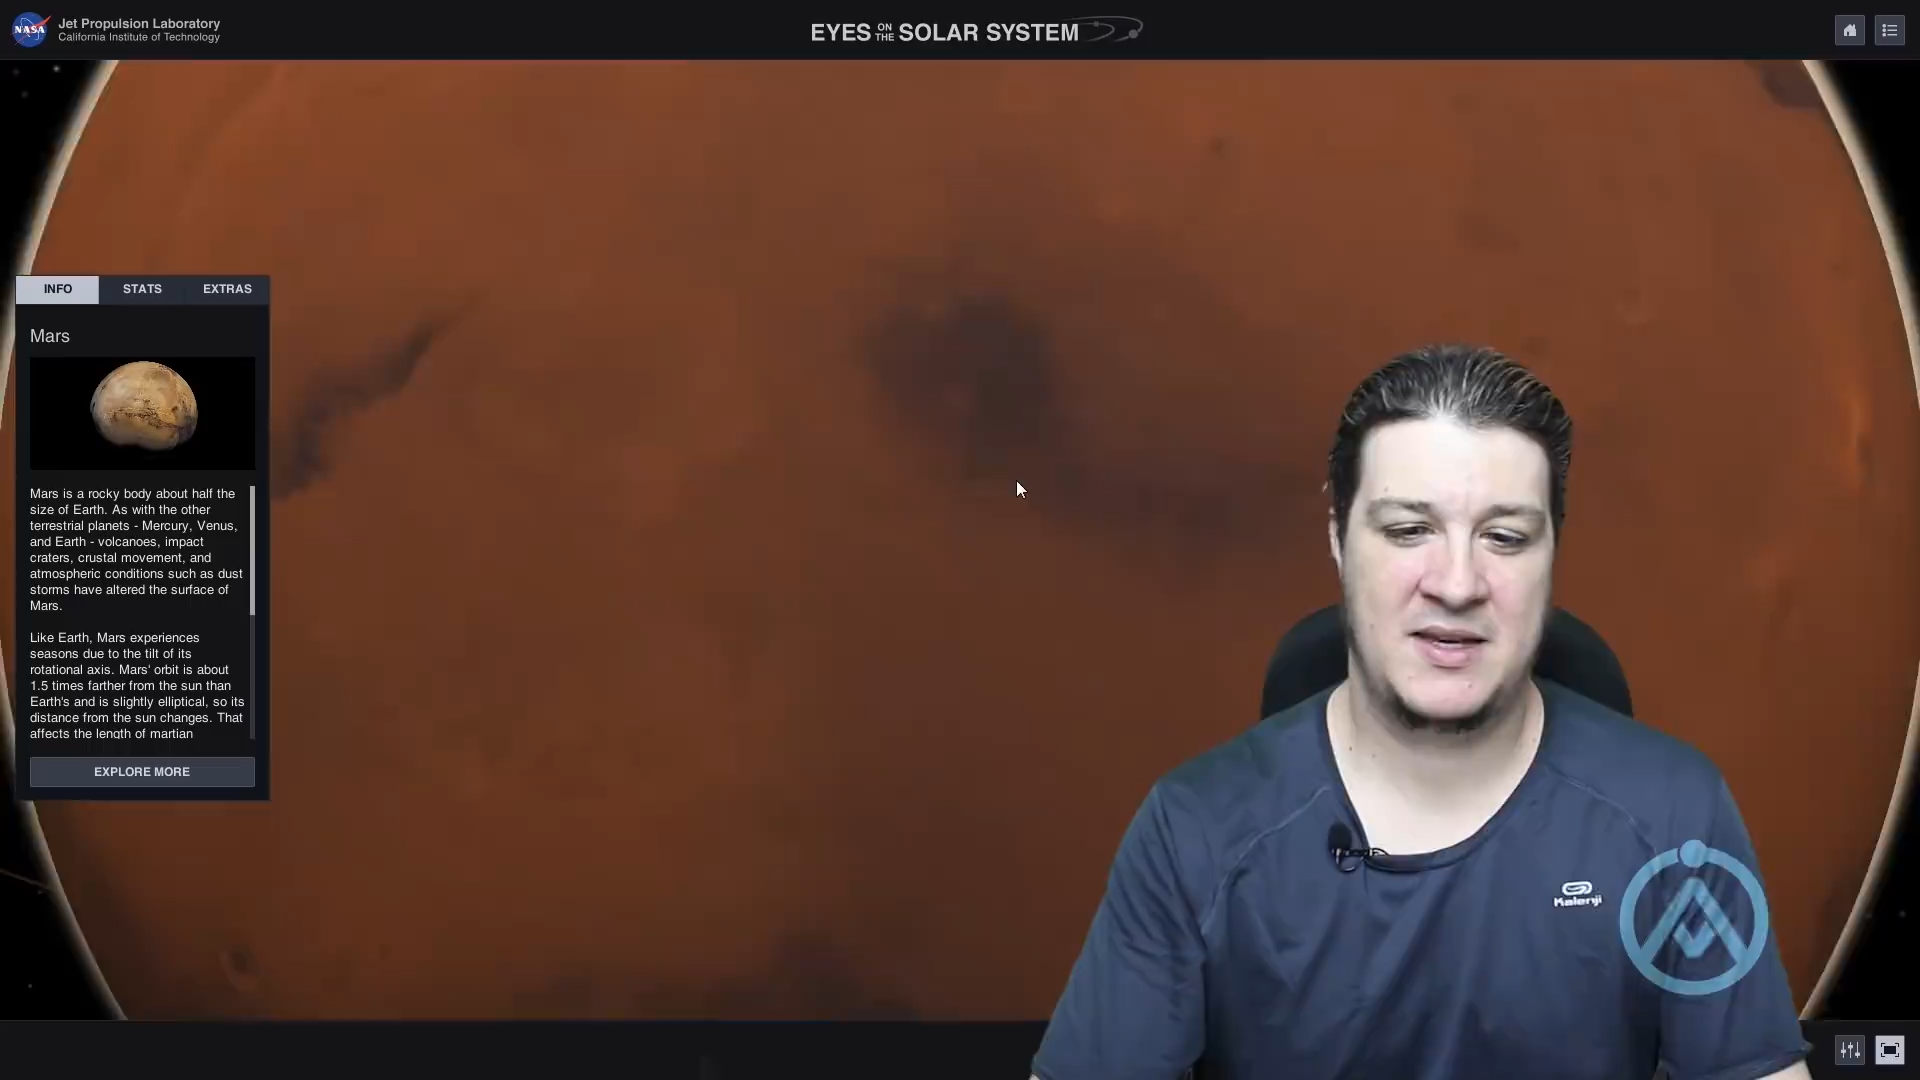 NASA
Jet Propulsion Laboratory
California Institute of Technology
EYES ON THE SOLAR SYSTEM
INFO
STATS
EXTRAS
Mars
Mars is a rocky body about half the
size of Earth. As with the other
terrestrial planets - Mercury, Venus,
and Earth - volcanoes, impact
craters, crustal movement, and
atmospheric conditions such as dust
storms have altered the surface of
Mars.
Like Earth, Mars experiences
seasons due to the tilt of its
rotational axis. Mars' orbit is about
1.5 times farther from the sun than
Earth's and is slightly elliptical, so its
distance from the sun changes. That
affects the length of martian
EXPLORE MORE
Kalenji